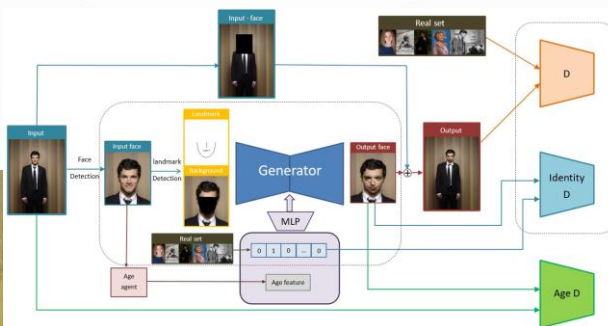 Input - face
Real set
D
Input
Face
Detection
Input face
landmark
Detection
Landmark
Background
Generator
MLP
Output face
Output
Identity
D
Real set
0 1 0 ... 0
Age
agent
Age feature
Age D